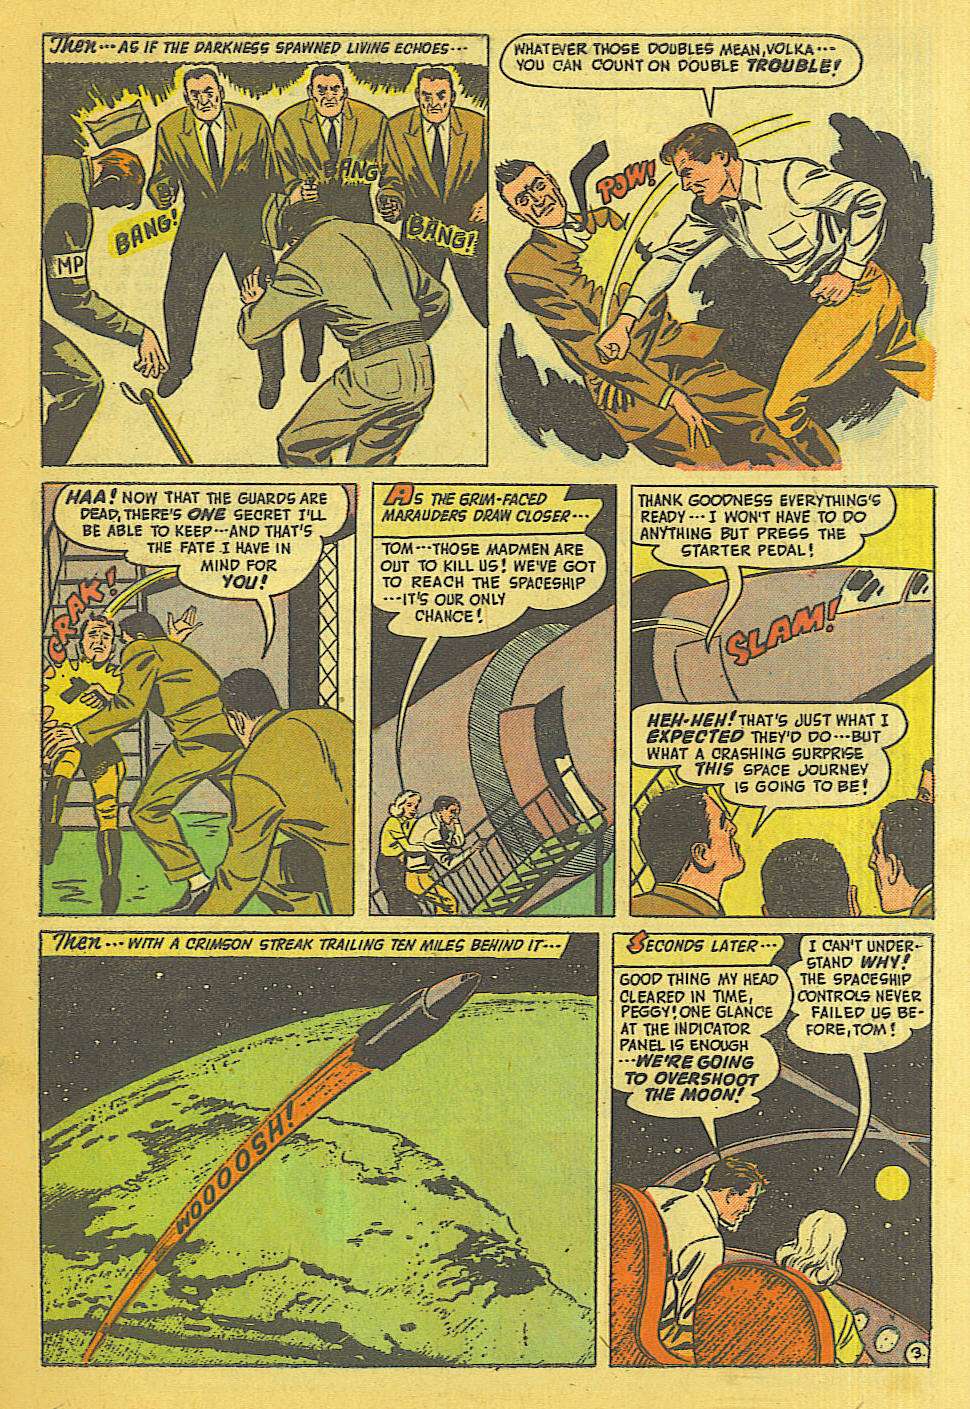 Then--- AS IF THE DARKNESS SPAWNED LIVING ECHOES---
BANG!
BANG!
BANG!
MP
WHATEVER THOSE DOUBLES MEAN, VOLKA---
YOU CAN COUNT ON DOUBLE TROUBLE!
POW!
HAA! NOW THAT THE GUARDS ARE
DEAD, THERE'S ONE SECRET I'LL
BE ABLE TO KEEP---AND THAT'S
THE FATE I HAVE IN
MIND FOR
YOU!
CRAK!
AS THE GRIM-FACED
MARAUDERS DRAW CLOSER---
TOM---THOSE MADMEN ARE
OUT TO KILL US! WE'VE GOT
TO REACH THE SPACESHIP
---IT'S OUR ONLY
CHANCE!
THANK GOODNESS EVERYTHING'S
READY---I WON'T HAVE TO DO
ANYTHING BUT PRESS THE
STARTER PEDAL!
SLAM!
HEH-HEH! THAT'S JUST WHAT I
EXPECTED THEY'D DO---BUT
WHAT A CRASHING SURPRISE
THIS SPACE JOURNEY
IS GOING TO BE!
Then--- WITH A CRIMSON STREAK TRAILING TEN MILES BEHIND IT---
WOOOOSH!
SECONDS LATER---
GOOD THING MY HEAD
CLEARED IN TIME,
PEGGY! ONE GLANCE
AT THE INDICATOR
PANEL IS ENOUGH
---WE'RE GOING
TO OVERSHOOT
THE MOON!
I CAN'T UNDER-
STAND WHY!
THE SPACESHIP
CONTROLS NEVER
FAILED US BE-
FORE, TOM!
3